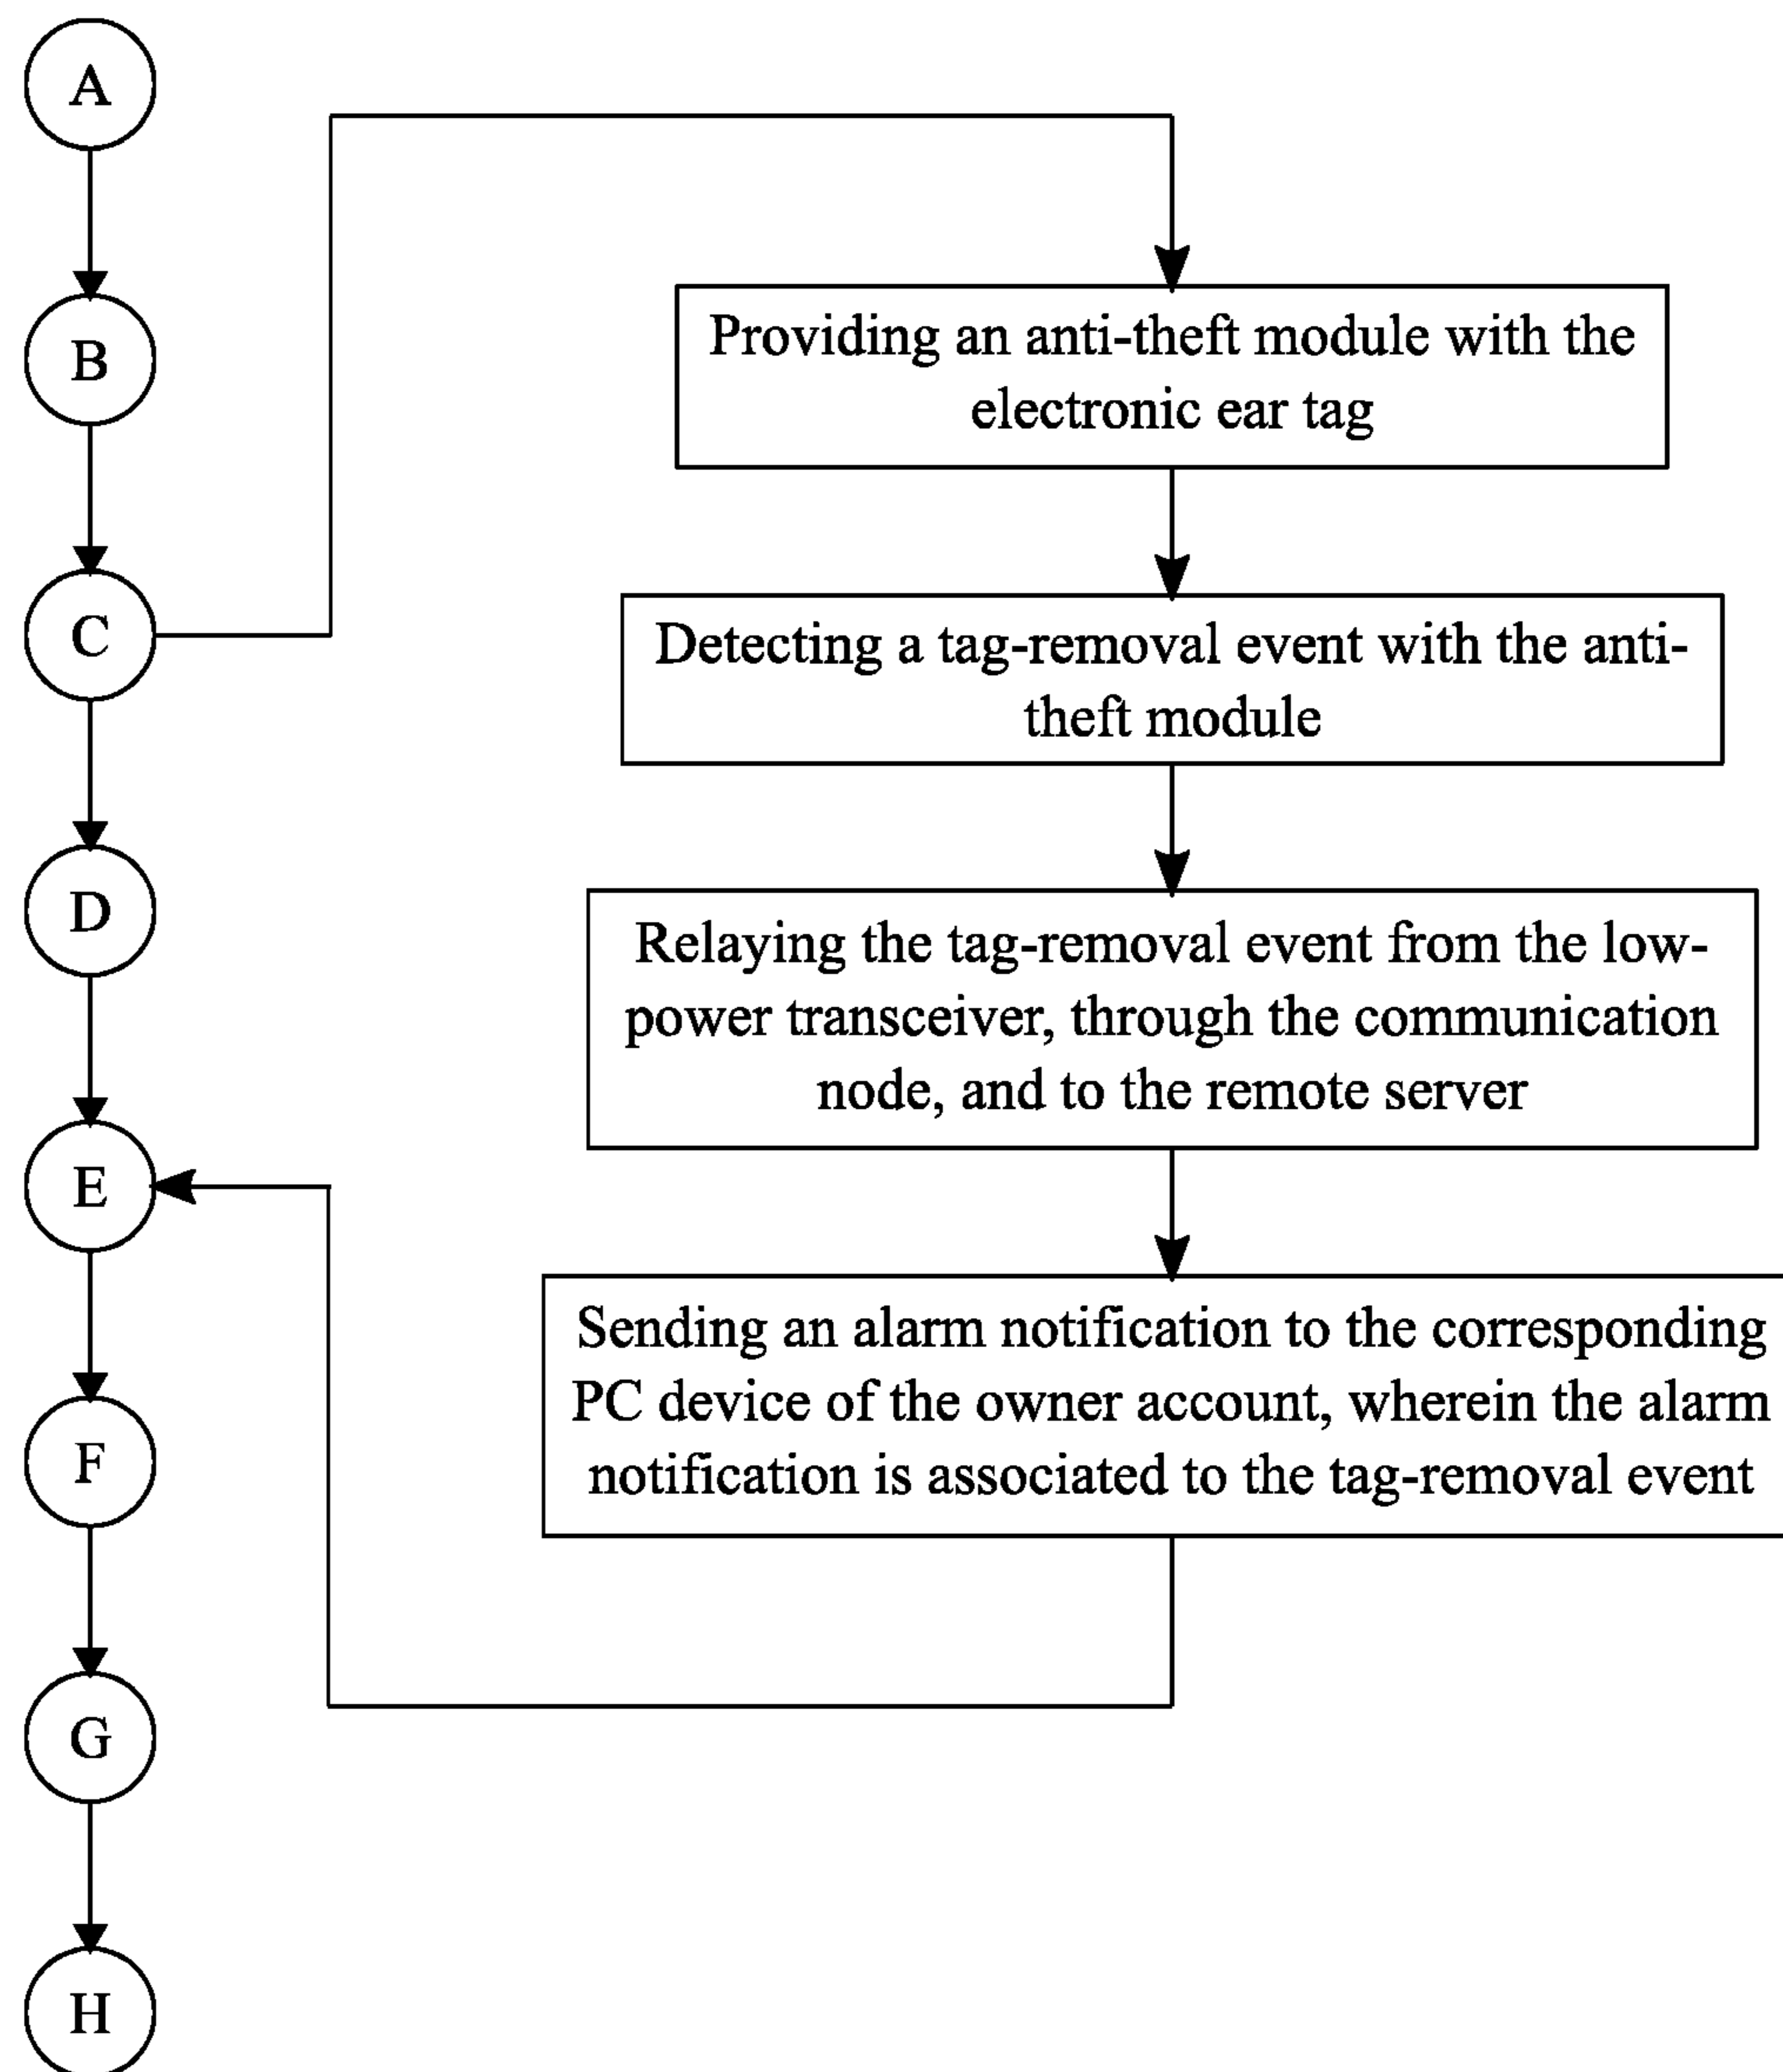 A
B
C
D
E
F
G
H
Providing an anti-theft module with the
electronic ear tag
Detecting a tag-removal event with the anti-
theft module
Relaying the tag-removal event from the low-
power transceiver, through the communication
node, and to the remote server
Sending an alarm notification to the corresponding
PC device of the owner account, wherein the alarm
notification is associated to the tag-removal event